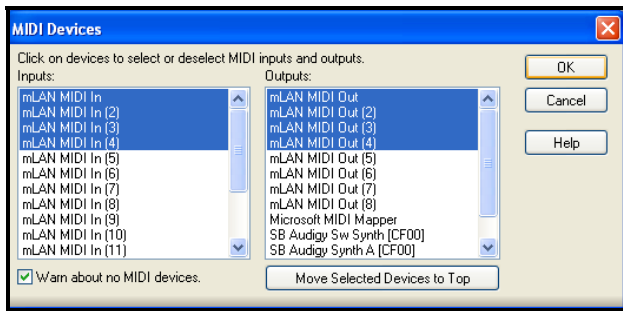 MIDI Devices
Click on devices to select or deselect MIDI inputs and outputs.
Inputs:
Outputs:
mLAN MIDI In
mLAN MIDI In (2)
mLAN MIDI In (3)
mLAN MIDI In (4)
mLAN MIDI In (5)
mLAN MIDI In (6)
mLAN MIDI In (7)
mLAN MIDI In (8)
mLAN MIDI In (9)
mLAN MIDI In (10)
mLAN MIDI In (11)
mLAN MIDI Out
mLAN MIDI Out (2)
mLAN MIDI Out (3)
mLAN MIDI Out (4)
mLAN MIDI Out (5)
mLAN MIDI Out (6)
mLAN MIDI Out (7)
mLAN MIDI Out (8)
Microsoft MIDI Mapper
SB Audigy Sw Synth [CF00]
SB Audigy Synth A [CF00]
OK
Cancel
Help
Warn about no MIDI devices.
Move Selected Devices to Top